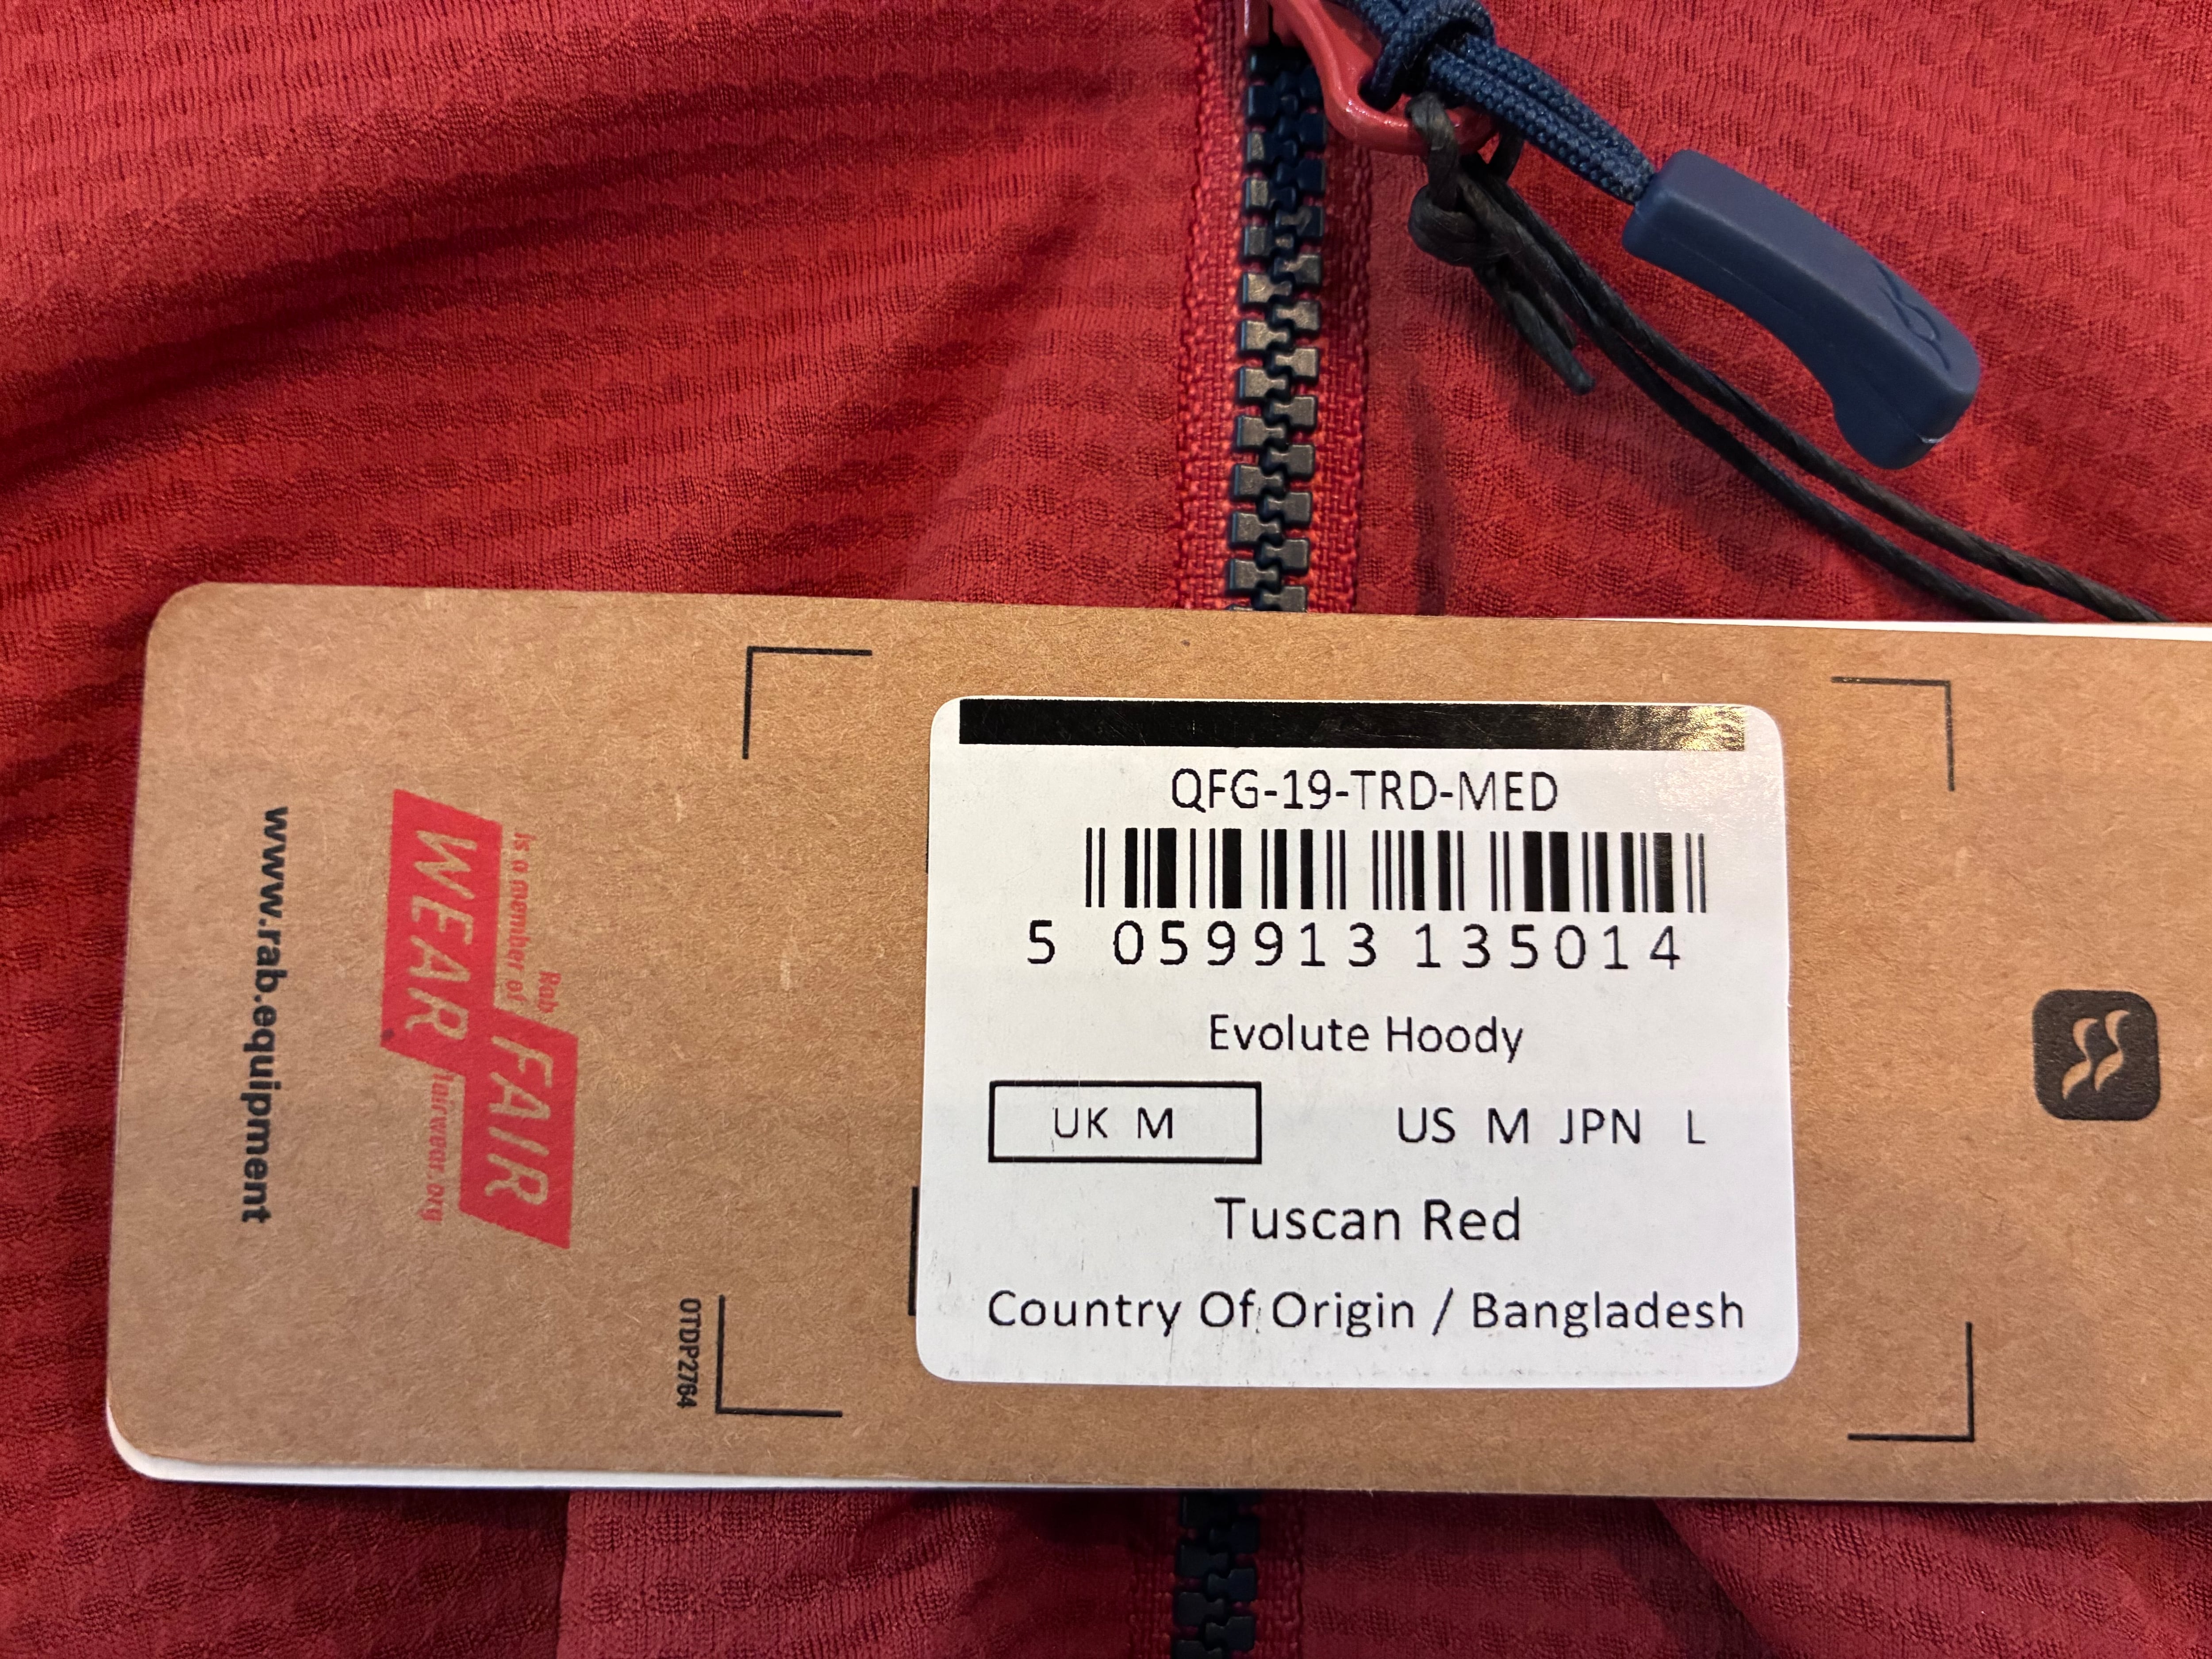 QFG-19-TRD-MED
5 059913 135014
Evolute Hoody
UK M US M JPN L
Tuscan Red
Country Of Origin / Bangladesh
0TDP2764
Rab
is a member of
FAIR
WEAR
fairwear.org
www.rab.equipment